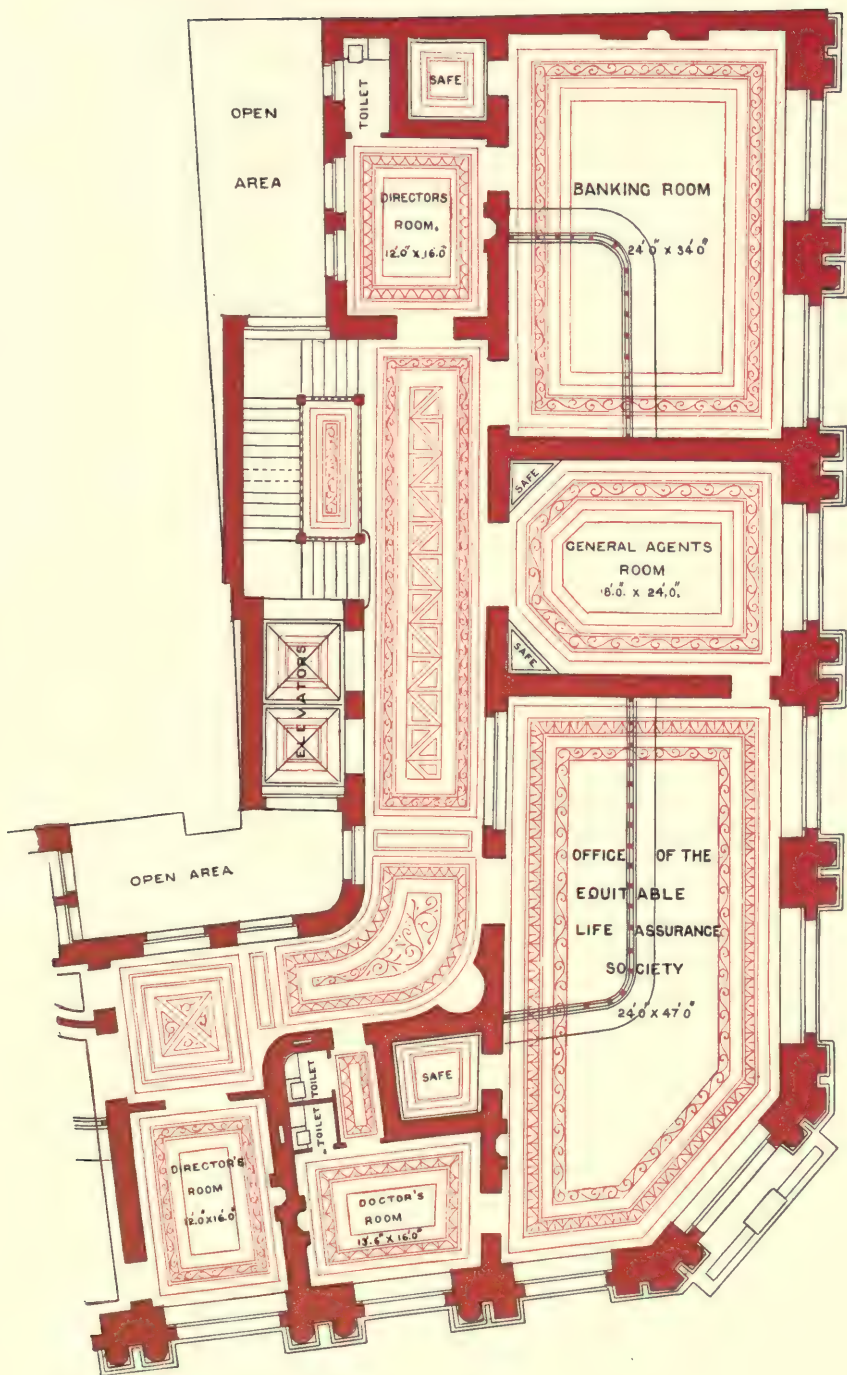 OPEN
AREA
TOILET
SAFE
DIRECTORS
ROOM.
12'.0" X 16.0"
BANKING ROOM
24'.0" X 34'.0"
SAFE
GENERAL AGENTS
ROOM
18'.0". X 24'.0".
SAFE
ELEVATORS
OPEN AREA
OFFICE OF THE
EQUITABLE
LIFE ASSURANCE
SOCIETY
24'.0" X 47'.0"
SAFE
TOILET
TOILET
DIRECTOR'S
ROOM
12'.0" X 16'.0"
DOCTOR'S
ROOM
13'.6" X 16'.0"